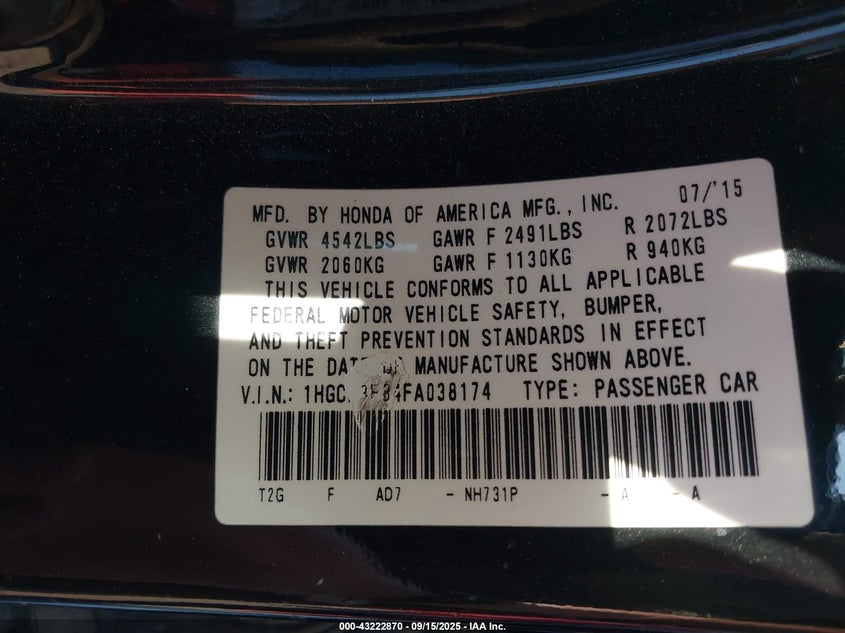 MFD. BY HONDA OF AMERICA MFG., INC. 07/'15
GVWR 4542LBS GAWR F 2491LBS R 2072LBS
GVWR 2060KG GAWR F 1130KG R 940KG
THIS VEHICLE CONFORMS TO ALL APPLICABLE
FEDERAL MOTOR VEHICLE SAFETY, BUMPER,
AND THEFT PREVENTION STANDARDS IN EFFECT
ON THE DATE OF MANUFACTURE SHOWN ABOVE.
V.I.N.: TYPE: PASSENGER CAR
T2G F AD7 - NH731P - A - A
000-43222870 | 09/15/2025 - IAA Inc.